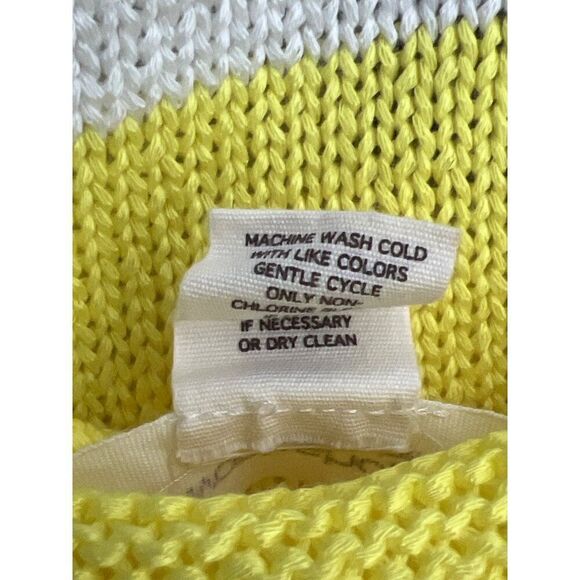 MACHINE WASH COLD
WITH LIKE COLORS
GENTLE CYCLE
ONLY NON-
CHLORINE
IF NECESSARY
OR DRY CLEAN